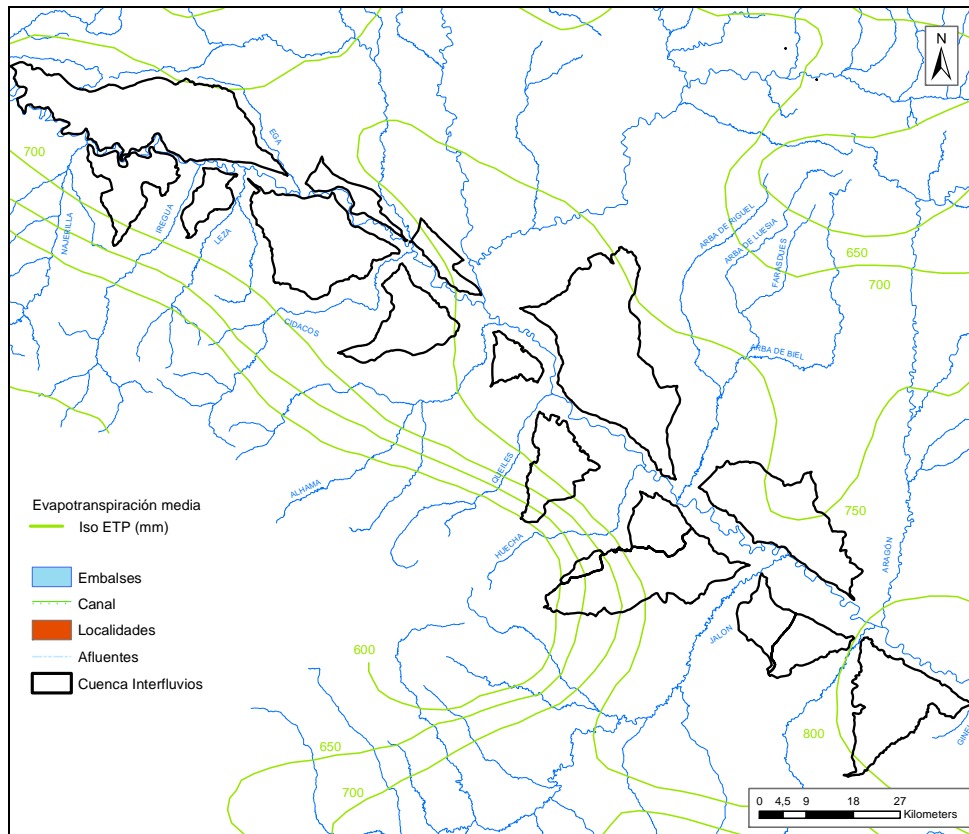 N
EGA
700
NAJERILLA
IREGUA
LEZA
ARBA DE RIGUEL
ARBA DE LUESIA
FARASDUES
650
700
CIDACOS
ARBA DE BIEL
ALHAMA
QUEILES
750
HUECHA
ARAGÓN
Evapotranspiración media
Iso ETP (mm)
Embalses
Canal
Localidades
Afluentes
Cuenca Interfluvios
JALON
600
650
700
800
0 4,5 9 18 27
Kilometers